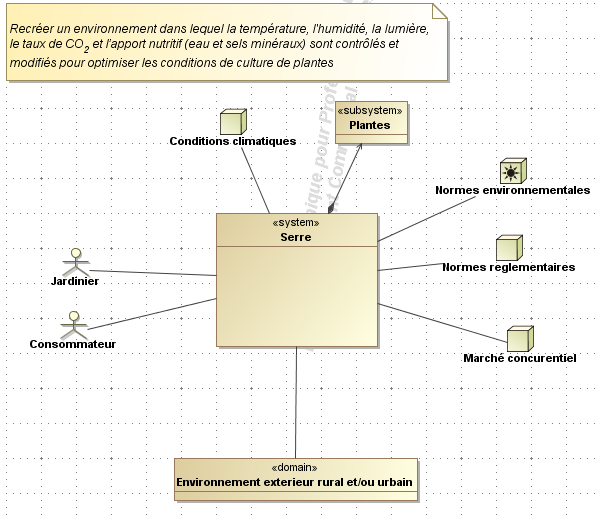 Recréer un environnement dans lequel la température, l'humidité, la lumière,
le taux de CO2 et l'apport nutritif (eau et sels minéraux) sont contrôlés et
modifiés pour optimiser les conditions de culture de plantes
«subsystem»
Plantes
Conditions climatiques
Normes environnementales
«system»
Serre
Normes reglementaires
Jardinier
Consommateur
Marché concurentiel
«domain»
Environnement exterieur rural et/ou urbain